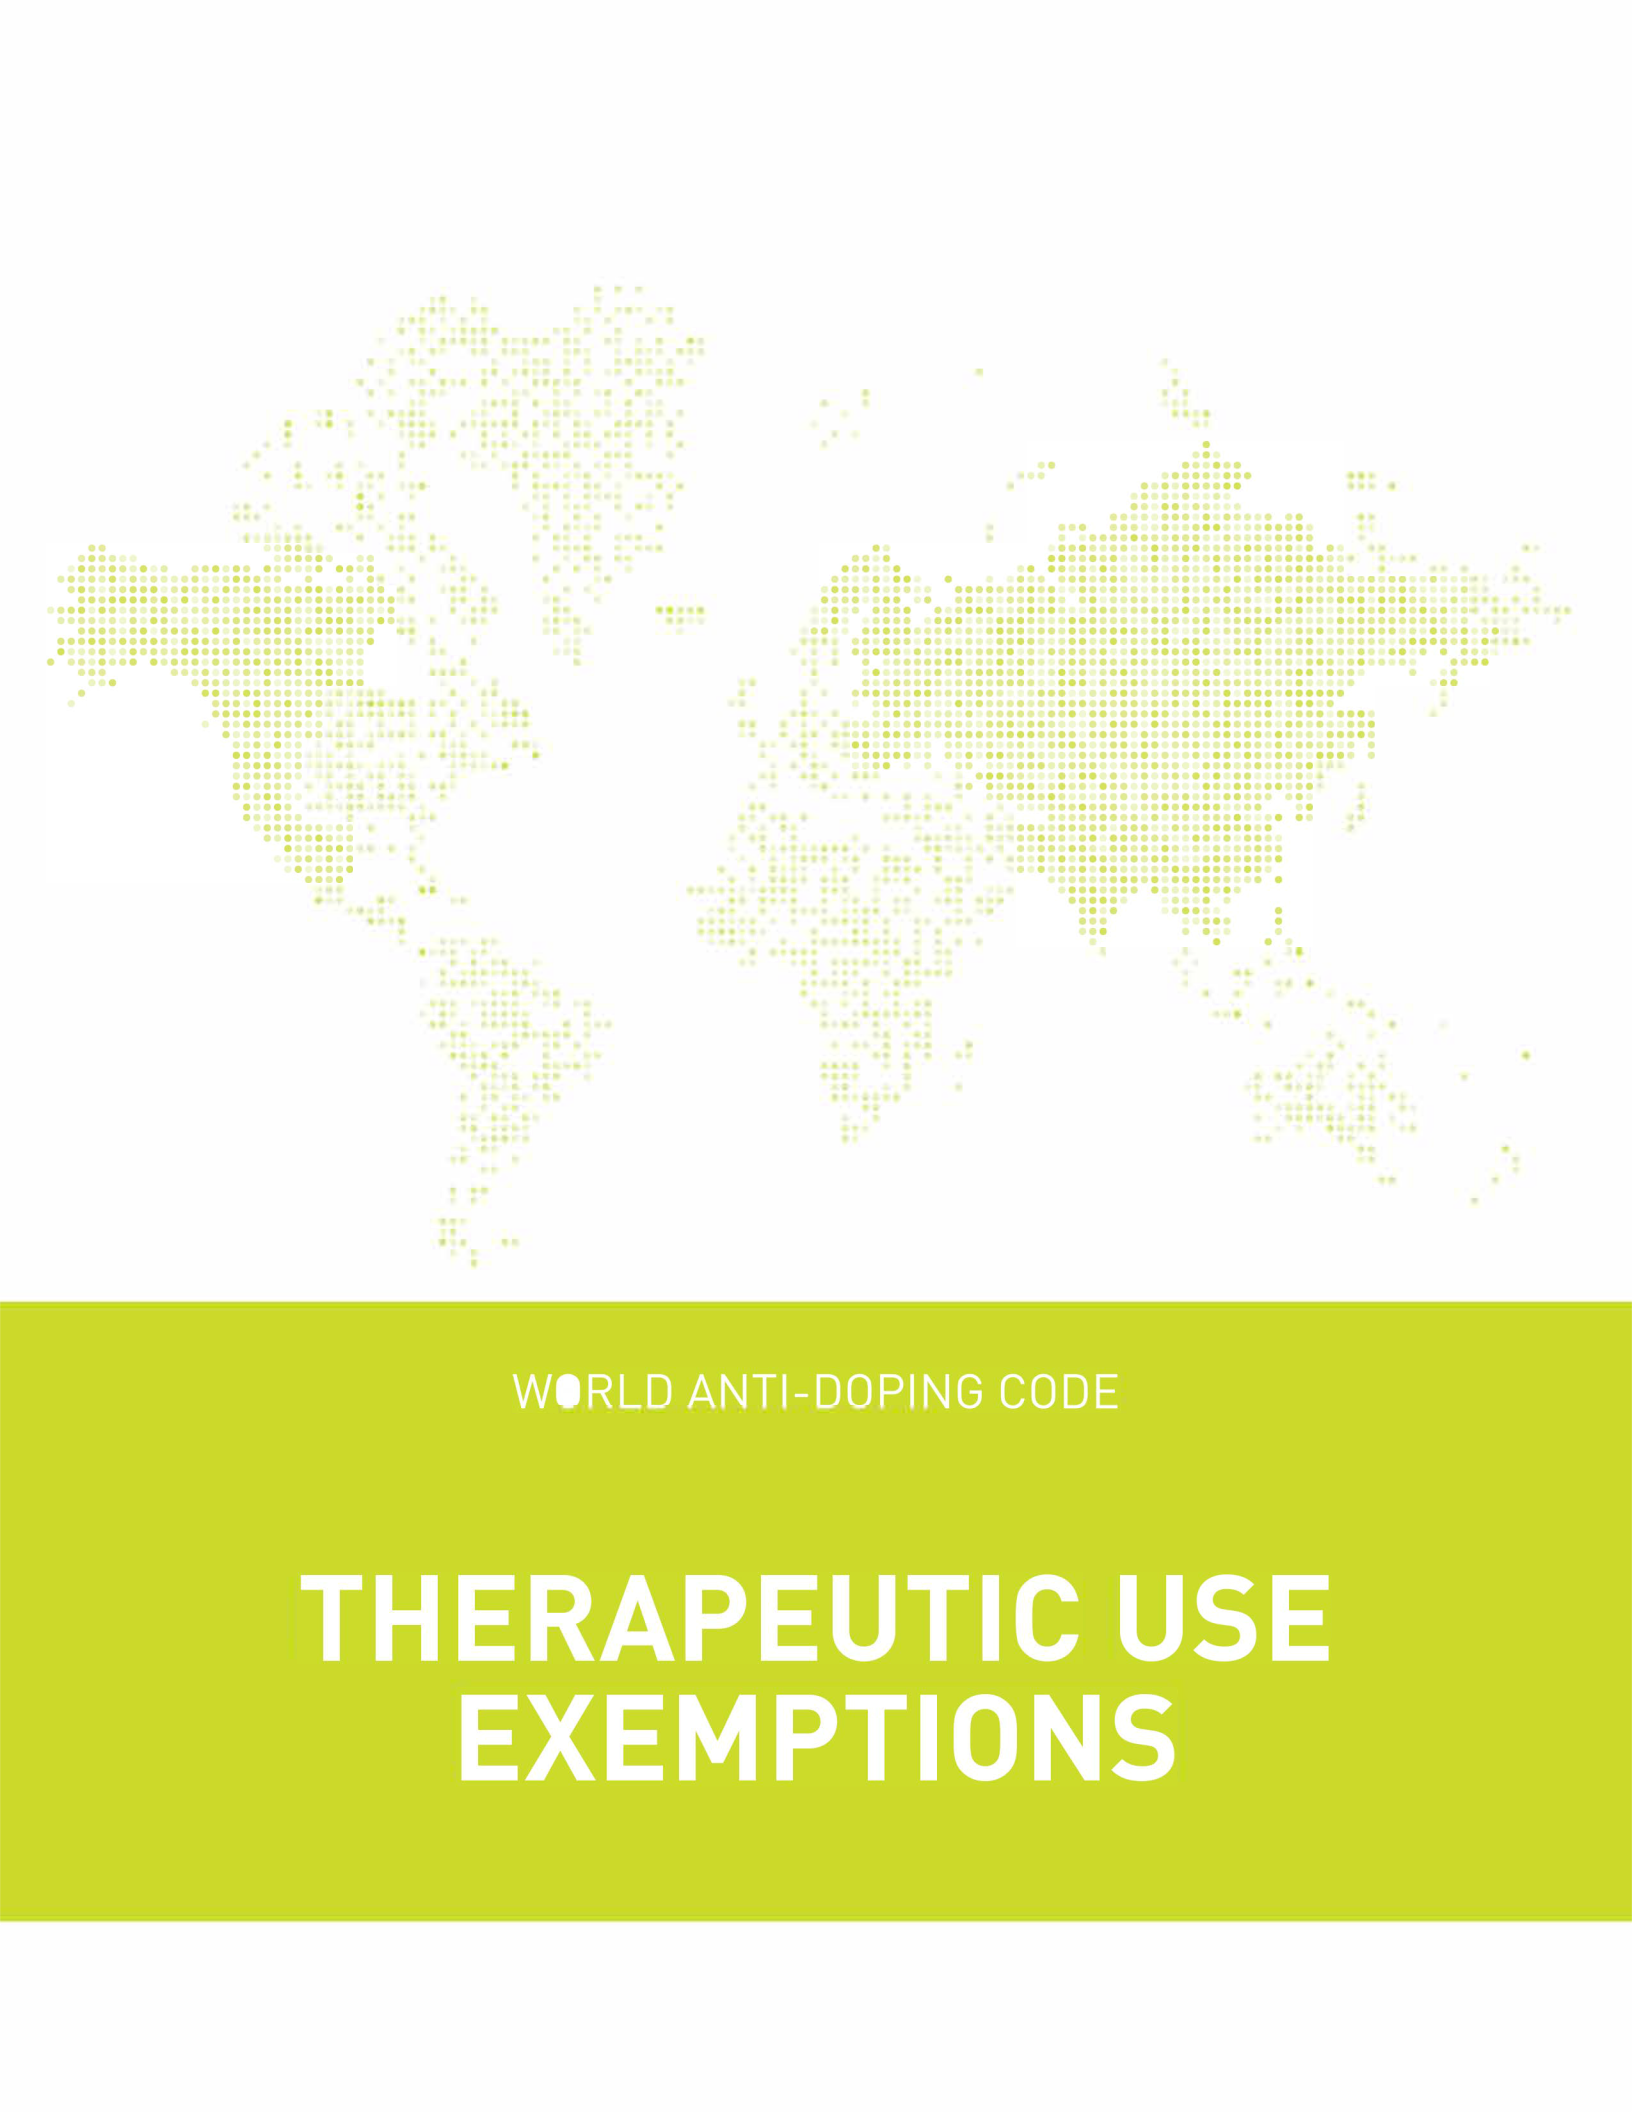 WORLD ANTI-DOPING CODE
THERAPEUTIC USE
EXEMPTIONS